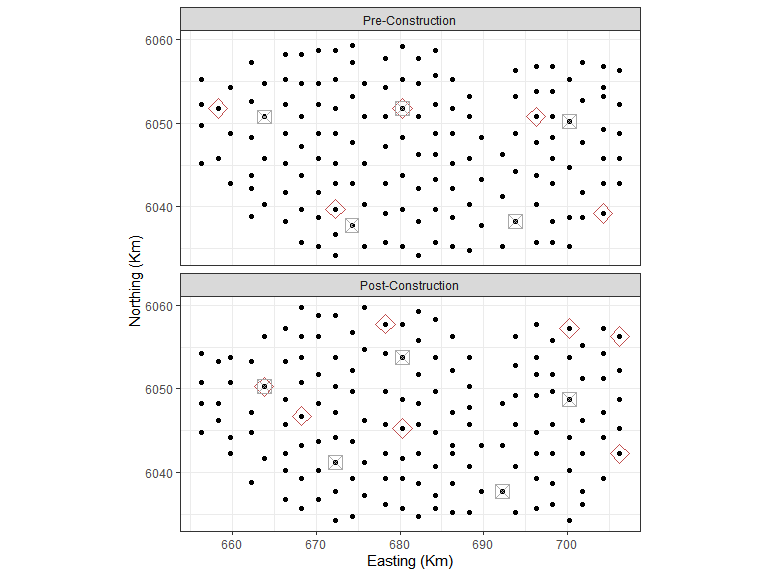 Pre-Construction
6060
6050
6040
Northing (Km)
Post-Construction
6060
6050
6040
660 670 680 690 700
Easting (Km)